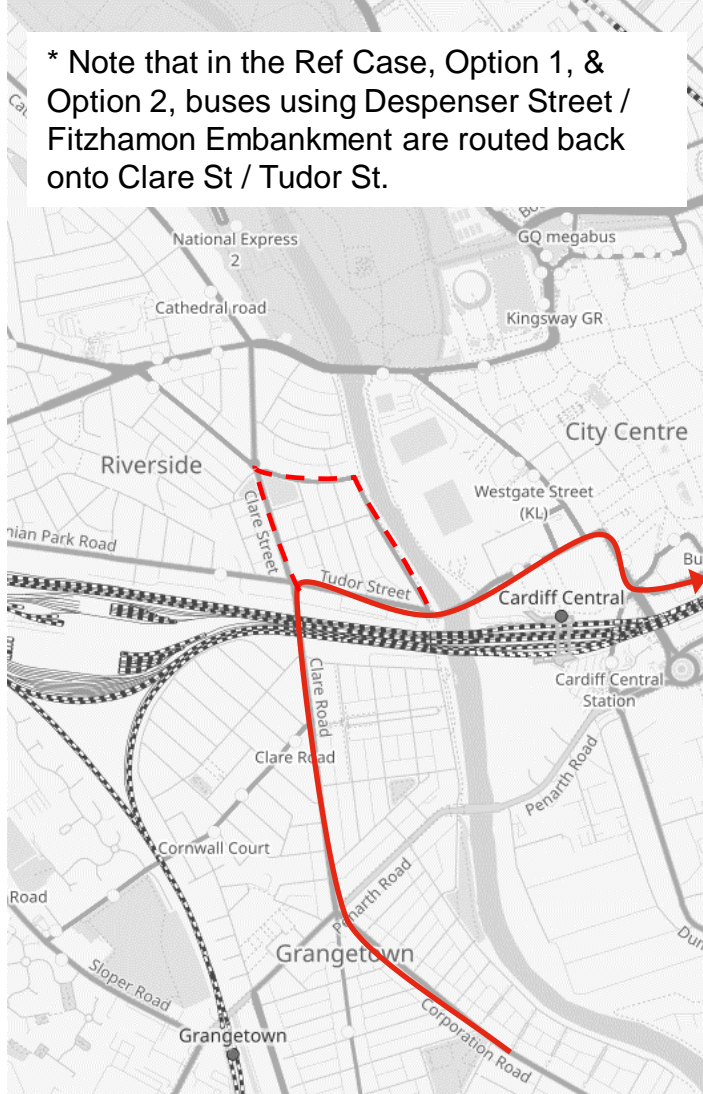 * Note that in the Ref Case, Option 1, &
Option 2, buses using Despenser Street /
Fitzhamon Embankment are routed back
onto Clare St / Tudor St.
National Express
2
GQ megabus
Cathedral road
Kingsway GR
City Centre
Riverside
Westgate Street
(KL)
Clare Street
nian Park Road
Tudor Street
Bu
Cardiff Central
Clare Road
Cardiff Central
Station
Clare Road
Penarth Road
Cornwall Court
Road
Penarth Road
Grangetown
Sloper Road
Corporation Road
Grangetown